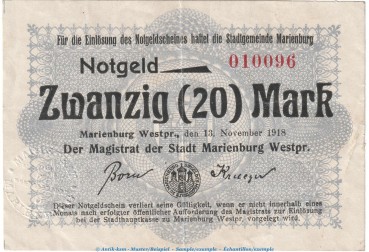 Für die Einlösung des Notgeldscheines haftet die Stadtgemeinde Marienburg
Notgeld 010096
Zwanzig (20) Mark
Marienburg Westpr., den 13. November 1918
Der Magistrat der Stadt Marienburg Westpr.
Born Krueger
Dieser Notgeldschein verliert seine Gültigkeit, wenn er nicht innerhalb eines
Monats nach erfolgter öffentlicher Aufforderung des Magistrats zur Einlösung
bei der Stadthauptkasse zu Marienburg Westpr. vorgelegt wird.